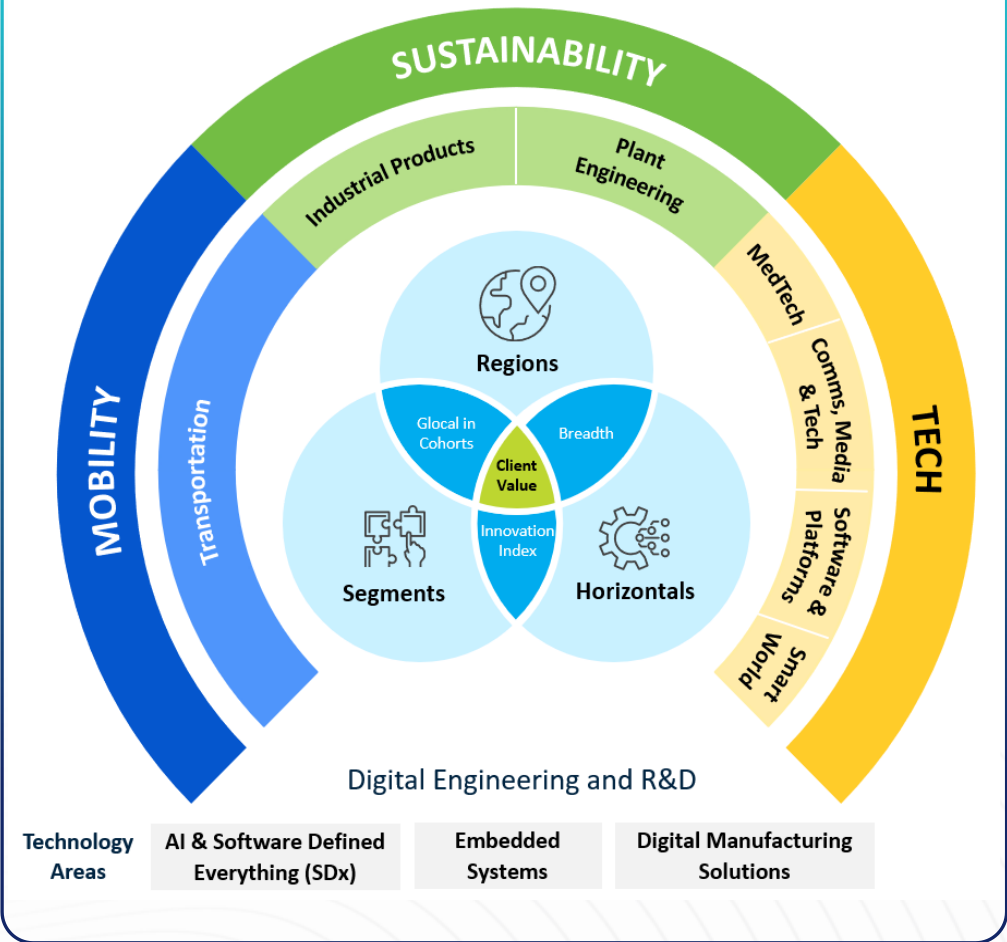 SUSTAINABILITY
MOBILITY
TECH
Industrial Products
Plant
Engineering
Transportation
MedTech
Comms, Media
& Tech
Software &
Platforms
Smart
World
Regions
Glocal in
Cohorts
Breadth
Client
Value
Innovation
Index
Segments
Horizontals
Digital Engineering and R&D
Technology
Areas
AI & Software Defined
Everything (SDx)
Embedded
Systems
Digital Manufacturing
Solutions